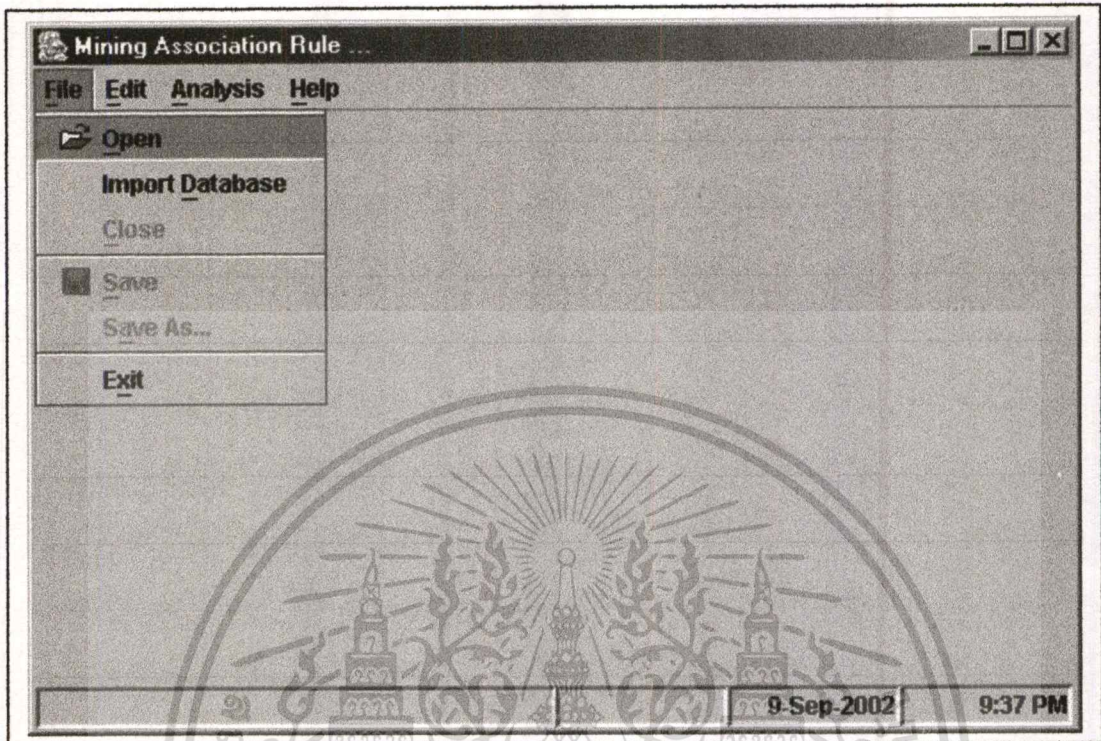 Mining Association Rule ...
File Edit Analysis Help
Open
Import Database
Close
Save
Save As...
Exit
9-Sep-2002 9:37 PM